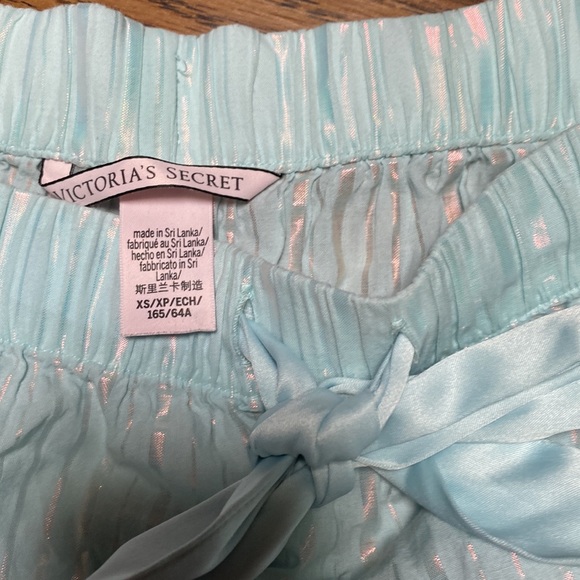 VICTORIA'S SECRET
made in Sri Lanka/
fabriqué au Sri Lanka/
hecho en Sri Lanka/
fabbricato in Sri
Lanka/
斯里兰卡制造
XS/XP/ECH/
165/64A